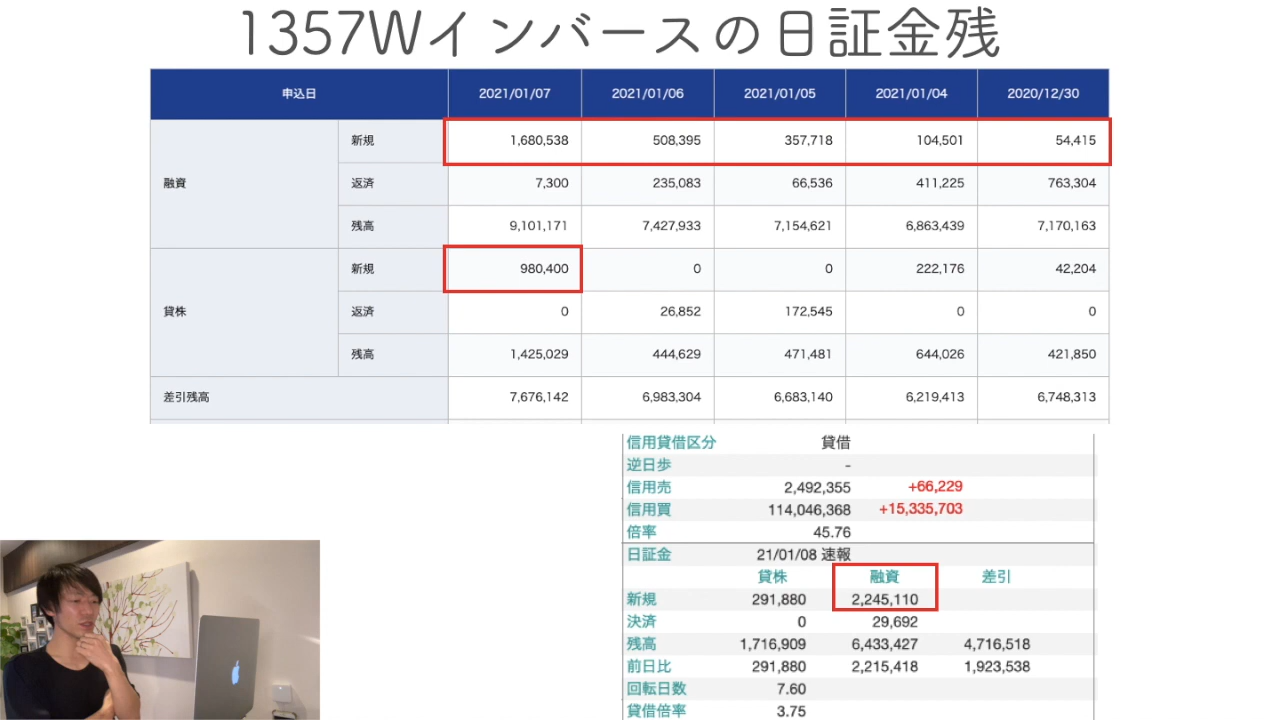 1357Wインバースの日証金残
申込日 2021/01/07 2021/01/06 2021/01/05 2021/01/04 2020/12/30
融資 新規 1,680,538 508,395 357,718 104,501 54,415
返済 7,300 235,083 66,536 411,225 763,304
残高 9,101,171 7,427,933 7,154,621 6,863,439 7,170,163
貸株 新規 980,400 0 0 222,176 42,204
返済 0 26,852 172,545 0 0
残高 1,425,029 444,629 471,481 644,026 421,850
差引残高 7,676,142 6,983,304 6,683,140 6,219,413 6,748,313
信用貸借区分 貸借
逆日歩 -
信用売 2,492,355 +66,229
信用買 114,046,368 +15,335,703
倍率 45.76
日証金 21/01/08 速報
貸株 融資 差引
新規 291,880 2,245,110
決済 0 29,692
残高 1,716,909 6,433,427 4,716,518
前日比 291,880 2,215,418 1,923,538
回転日数 7.60
貸借倍率 3.75